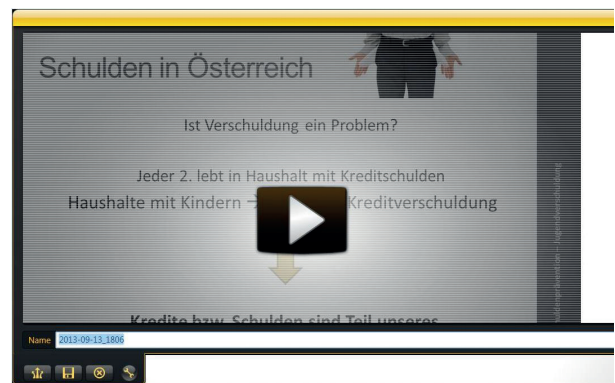 Schulden in Österreich
Ist Verschuldung ein Problem?
Jeder 2. lebt in Haushalt mit Kreditschulden
Haushalte mit Kindern → Kreditverschuldung
Kredite bzw. Schulden sind Teil unseres
Jugendverschuldung
Name 2013-09-13_1806